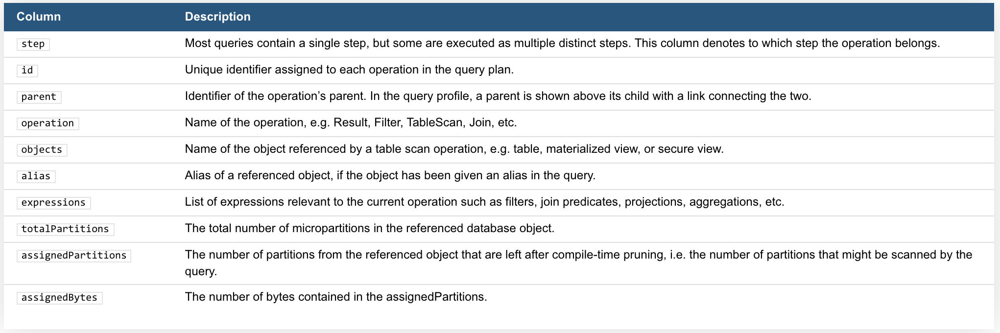 Column Description
step Most queries contain a single step, but some are executed as multiple distinct steps. This column denotes to which step the operation belongs.
id Unique identifier assigned to each operation in the query plan.
parent Identifier of the operation’s parent. In the query profile, a parent is shown above its child with a link connecting the two.
operation Name of the operation, e.g. Result, Filter, TableScan, Join, etc.
objects Name of the object referenced by a table scan operation, e.g. table, materialized view, or secure view.
alias Alias of a referenced object, if the object has been given an alias in the query.
expressions List of expressions relevant to the current operation such as filters, join predicates, projections, aggregations, etc.
totalPartitions The total number of micropartitions in the referenced database object.
assignedPartitions The number of partitions from the referenced object that are left after compile-time pruning, i.e. the number of partitions that might be scanned by the
query.
assignedBytes The number of bytes contained in the assignedPartitions.